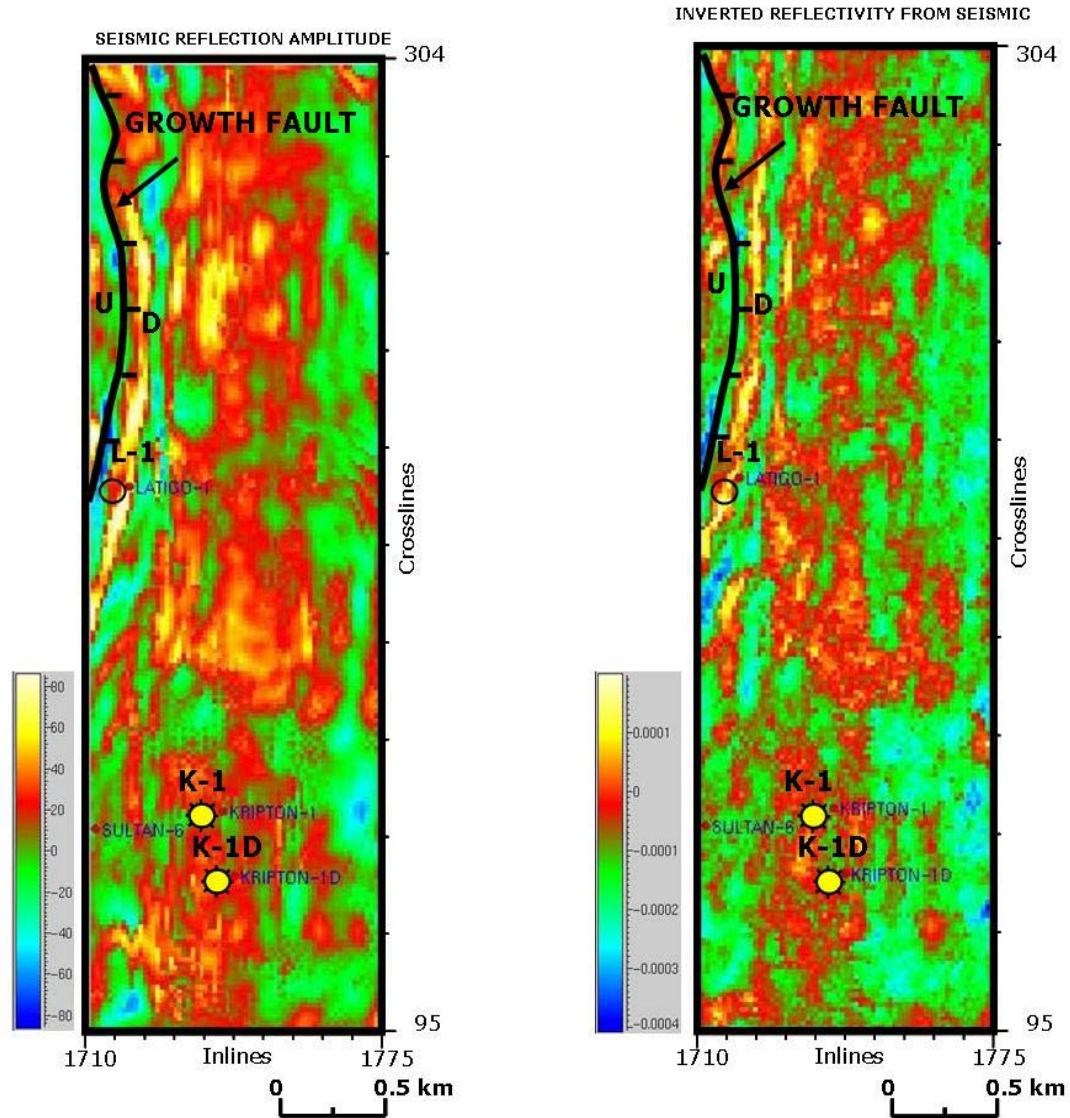 SEISMIC REFLECTION AMPLITUDE
304
GROWTH FAULT
U
D
L-1
LATIGO-1
Crosslines
80
60
40
20
0
-20
-40
-60
-80
K-1
KRIPTON-1
SULTAN-6
K-1D
KRIPTON-1D
95
1710
Inlines
1775
0
0.5 km
INVERTED REFLECTIVITY FROM SEISMIC
304
GROWTH FAULT
U
D
L-1
LATIGO-1
Crosslines
0.0001
0
-0.0001
-0.0002
-0.0003
-0.0004
K-1
KRIPTON-1
SULTAN-6
K-1D
KRIPTON-1D
95
1710
Inlines
1775
0
0.5 km